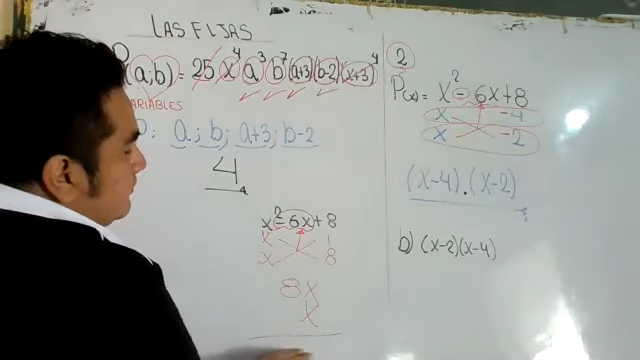 LAS FIJAS
(a;b) = 25 x⁴ a³ b⁷ (a+3) (b-2) (x+3)⁴
VARIABLES
a; b; a+3; b-2
4
x² - 6x + 8
x 1
x 8
8x
x
2
P(x) = x² - 6x + 8
x -4
x -2
(x-4).(x-2)
b) (x-2)(x-4)